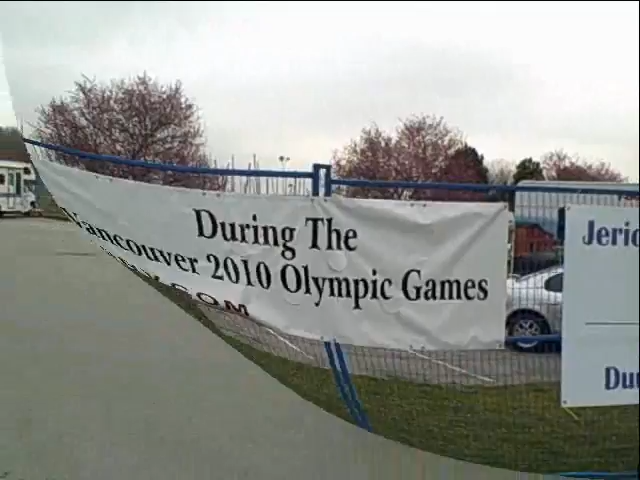 During The
Vancouver 2010 Olympic Games
.COM
Jeric
Du